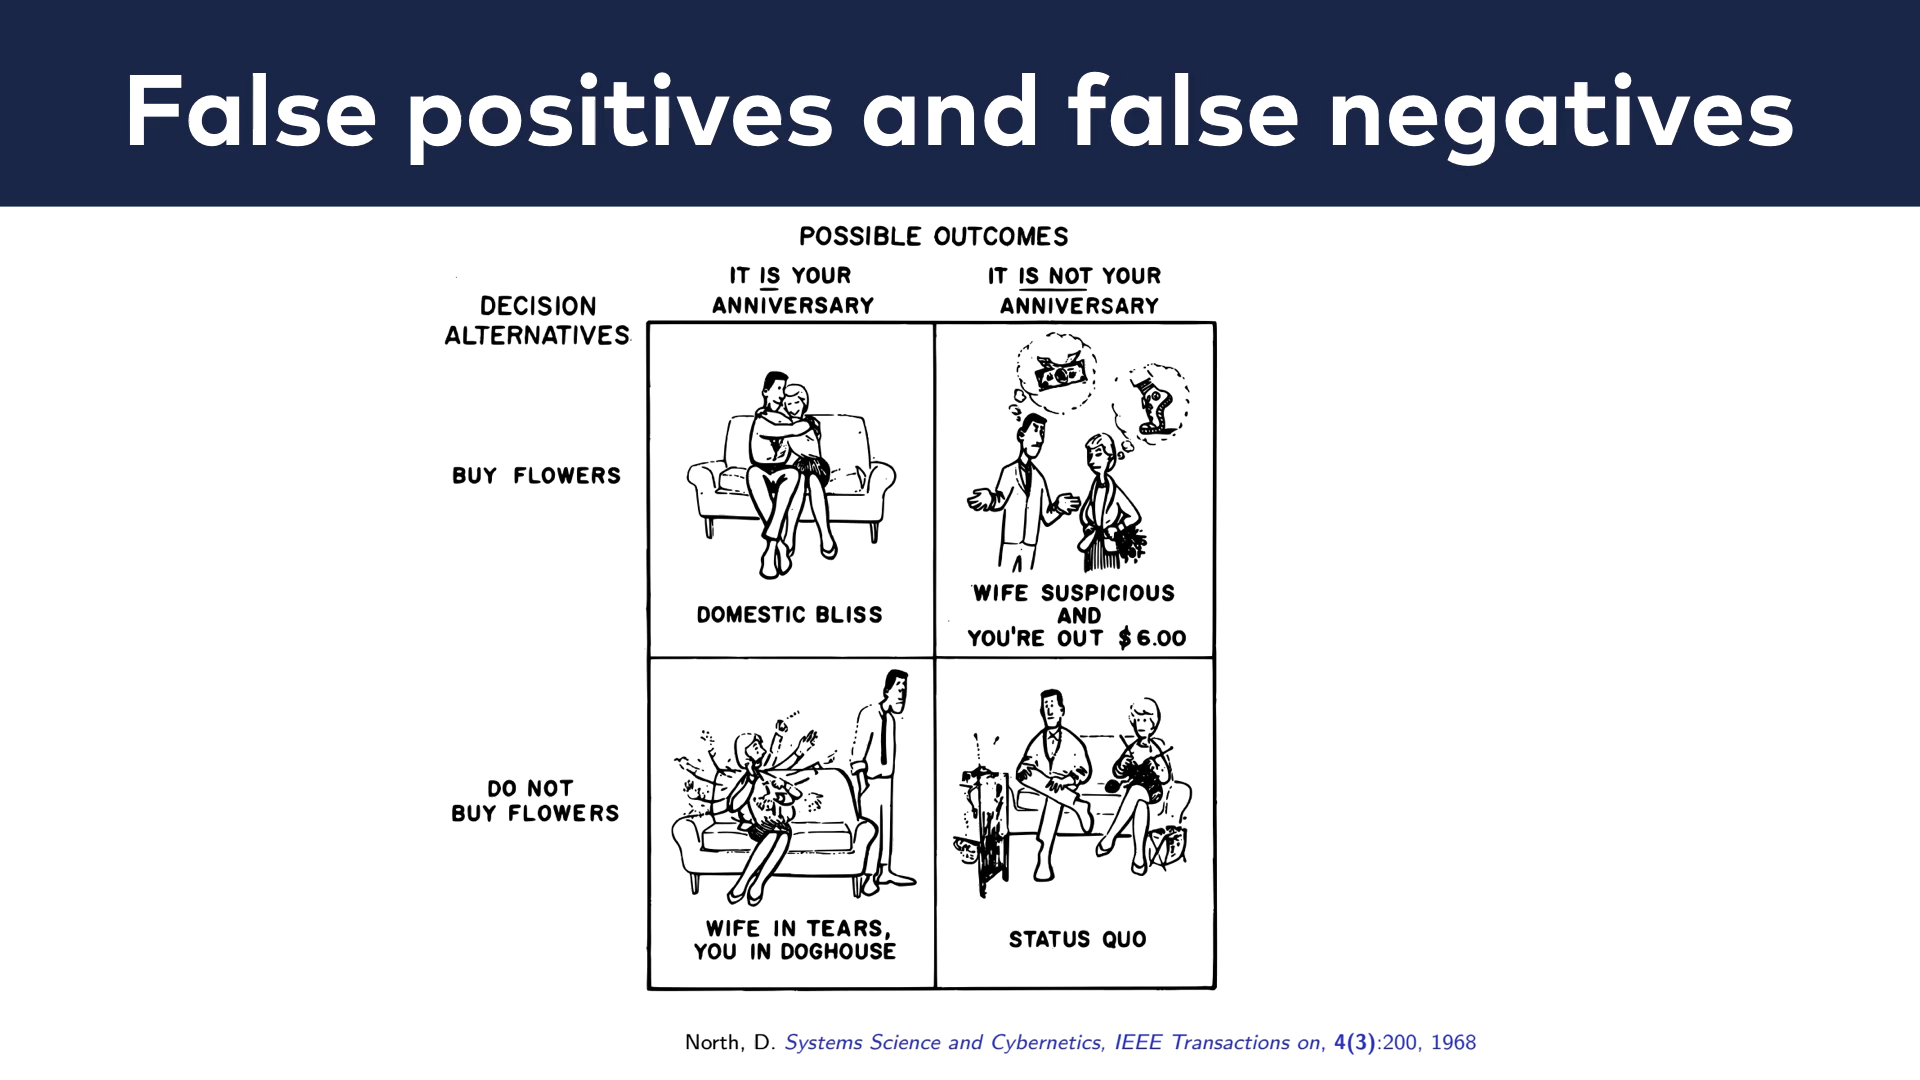 False positives and false negatives
POSSIBLE OUTCOMES
IT IS YOUR
ANNIVERSARY
IT IS NOT YOUR
ANNIVERSARY
DECISION
ALTERNATIVES
BUY FLOWERS
DOMESTIC BLISS
WIFE SUSPICIOUS
AND
YOU'RE OUT $6.00
DO NOT
BUY FLOWERS
WIFE IN TEARS,
YOU IN DOGHOUSE
STATUS QUO
North, D. Systems Science and Cybernetics, IEEE Transactions on, 4(3):200, 1968